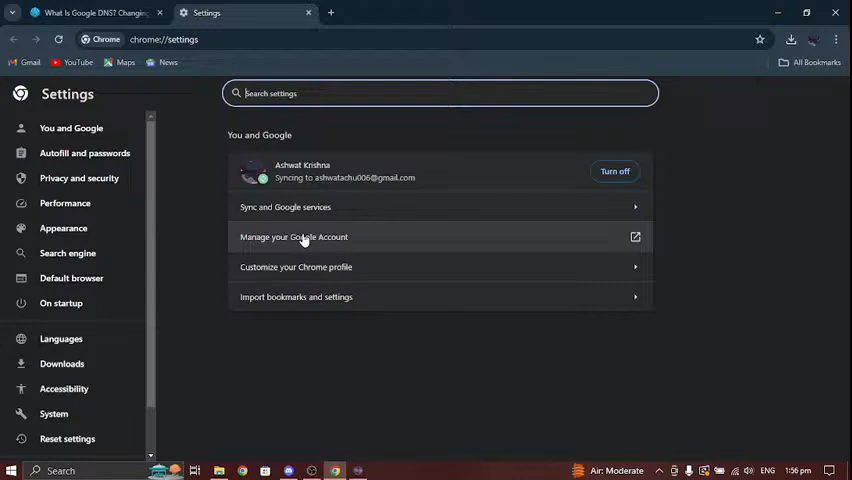 What Is Google DNS? Changing
Settings
Chrome
chrome://settings
Gmail
YouTube
Maps
News
All Bookmarks
Settings
Search settings
You and Google
Autofill and passwords
Privacy and security
Performance
Appearance
Search engine
Default browser
On startup
Languages
Downloads
Accessibility
System
Reset settings
You and Google
Ashwat Krishna
Syncing to ashwatachu006@gmail.com
Turn off
Sync and Google services
Manage your Google Account
Customize your Chrome profile
Import bookmarks and settings
Search
Air: Moderate
ENG
1:56 pm